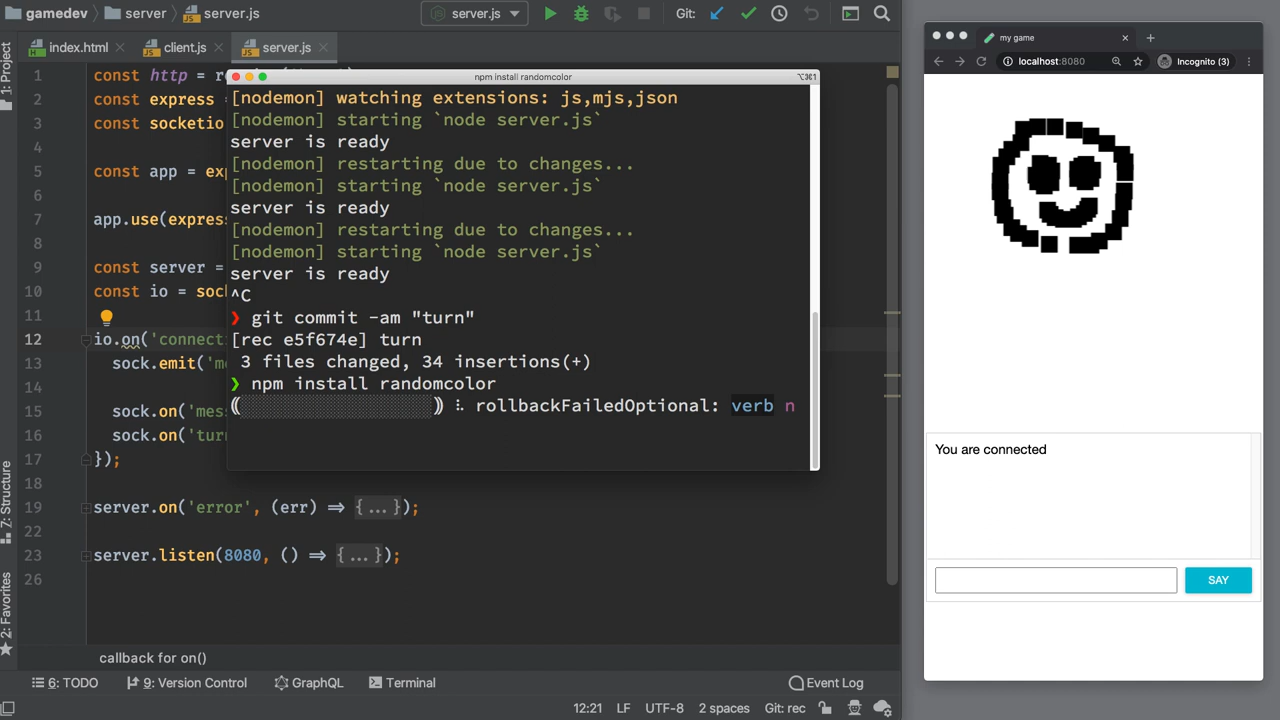 gamedev server server.js
server.js Git:
index.html client.js server.js
1: Project
7: Structure
2: Favorites
1 const http = r
2 const express
3 const socketio
4
5 const app = exp
6
7 app.use(express
8
9 const server =
10 const io = sock
11
12 io.on('connect
13 sock.emit('m
14
15 sock.on('mes
16 sock.on('tur
17 });
18
19 server.on('error', (err) ⇒ {...});
22
23 server.listen(8080, () ⇒ {...});
26
npm install randomcolor ⌥⌘1
[nodemon] watching extensions: js,mjs,json
[nodemon] starting `node server.js`
server is ready
[nodemon] restarting due to changes...
[nodemon] starting `node server.js`
server is ready
[nodemon] restarting due to changes...
[nodemon] starting `node server.js`
server is ready
^C
❯ git commit -am "turn"
[rec e5f674e] turn
3 files changed, 34 insertions(+)
❯ npm install randomcolor
rollbackFailedOptional: verb n
callback for on()
6: TODO 9: Version Control GraphQL Terminal Event Log
12:21 LF UTF-8 2 spaces Git: rec
my game
localhost:8080 Incognito (3)
You are connected
SAY